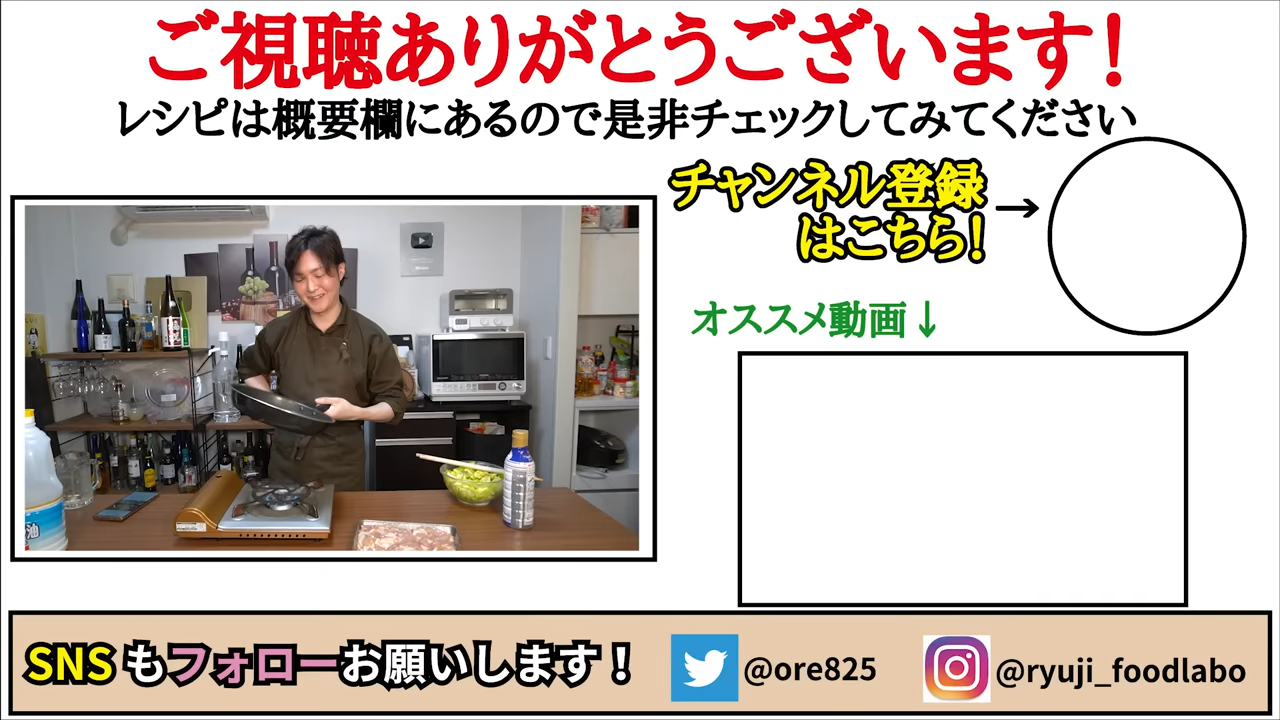 ご視聴ありがとうございます!
レシピは概要欄にあるので是非チェックしてみてください
チャンネル登録→
はこちら!
オススメ動画↓
油
SNSもフォローお願いします!
@ore825
@ryuji_foodlabo